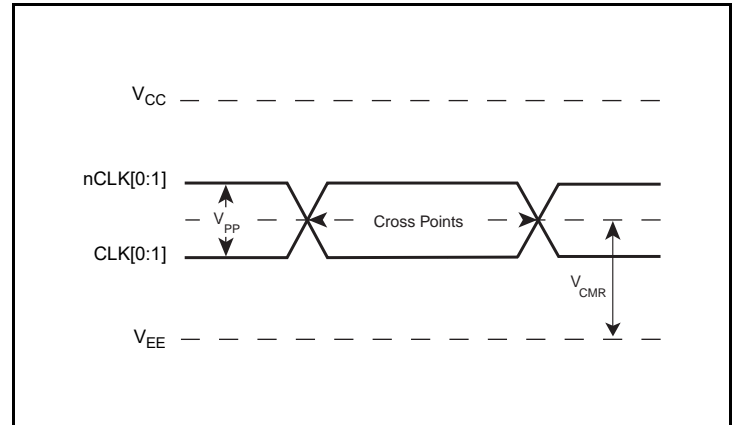 VCC
nCLK[0:1]
VPP
Cross Points
CLK[0:1]
VCMR
VEE